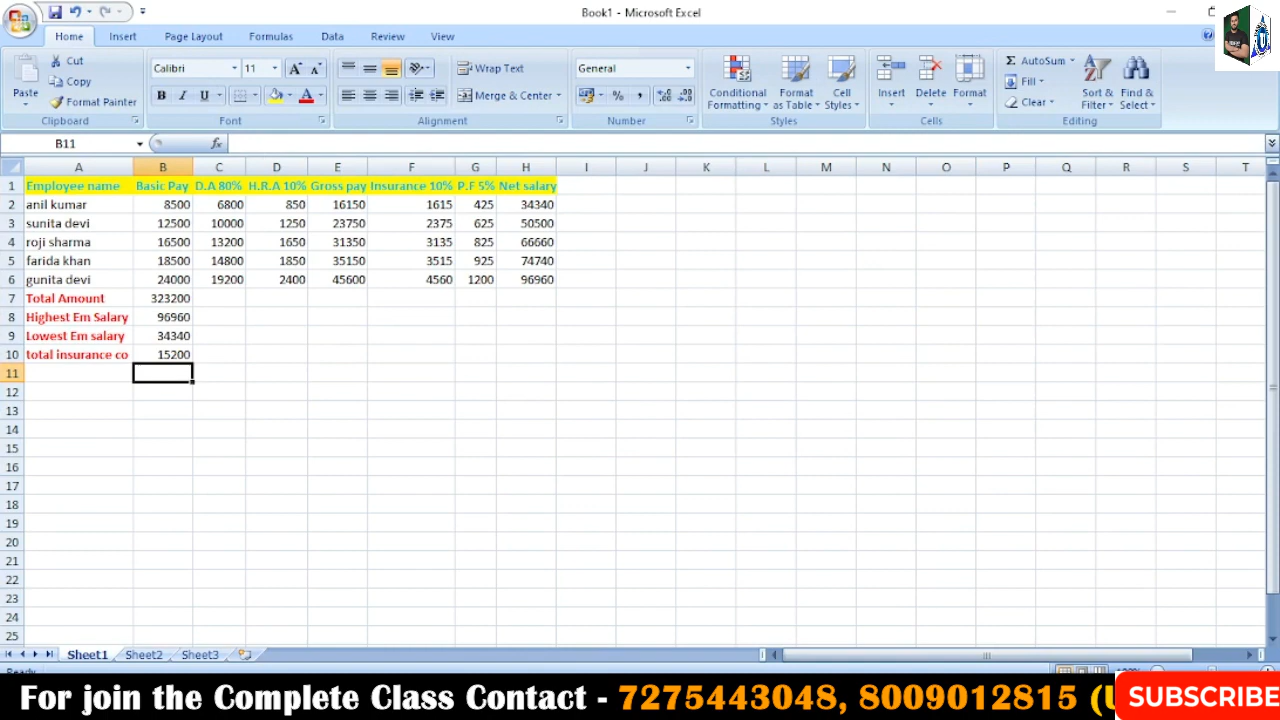 Book1 - Microsoft Excel
Home Insert Page Layout Formulas Data Review View
Cut
Copy
Format Painter
Paste
Clipboard
Calibri 11
B I U
Font
Wrap Text
Merge & Center
Alignment
General
%
Number
Conditional Formatting
Format as Table
Cell Styles
Styles
Insert Delete Format
Cells
AutoSum
Fill
Clear
Sort & Filter
Find & Select
Editing
B11 fx
A B C D E F G H I J K L M N O P Q R S T
1 Employee name Basic Pay D.A 80% H.R.A 10% Gross pay Insurance 10% P.F 5% Net salary
2 anil kumar 8500 6800 850 16150 1615 425 34340
3 sunita devi 12500 10000 1250 23750 2375 625 50500
4 roji sharma 16500 13200 1650 31350 3135 825 66660
5 farida khan 18500 14800 1850 35150 3515 925 74740
6 gunita devi 24000 19200 2400 45600 4560 1200 96960
7 Total Amount 323200
8 Highest Em Salary 96960
9 Lowest Em salary 34340
10 total insurance co 15200
11
12
13
14
15
16
17
18
19
20
21
22
23
24
25
Sheet1 Sheet2 Sheet3
For join the Complete Class Contact - 7275443048, 8009012815 (U
SUBSCRIBE